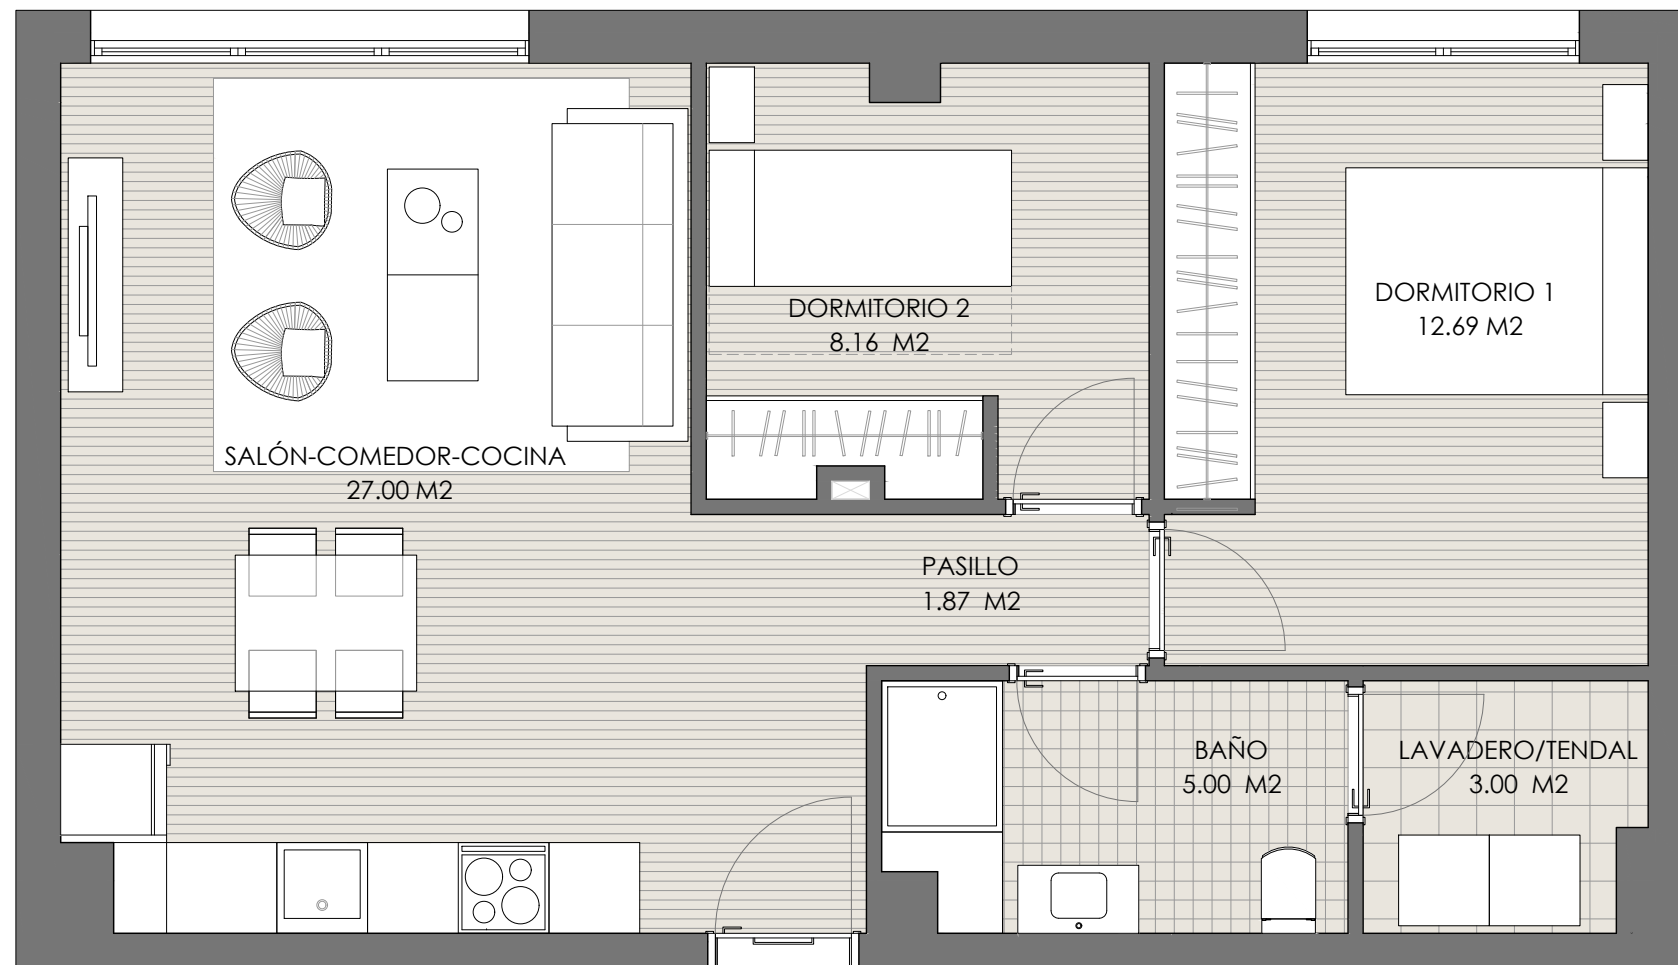 DORMITORIO 2
8.16 M2
DORMITORIO 1
12.69 M2
SALÓN-COMEDOR-COCINA
27.00 M2
PASILLO
1.87 M2
BAÑO
5.00 M2
LAVADERO/TENDAL
3.00 M2